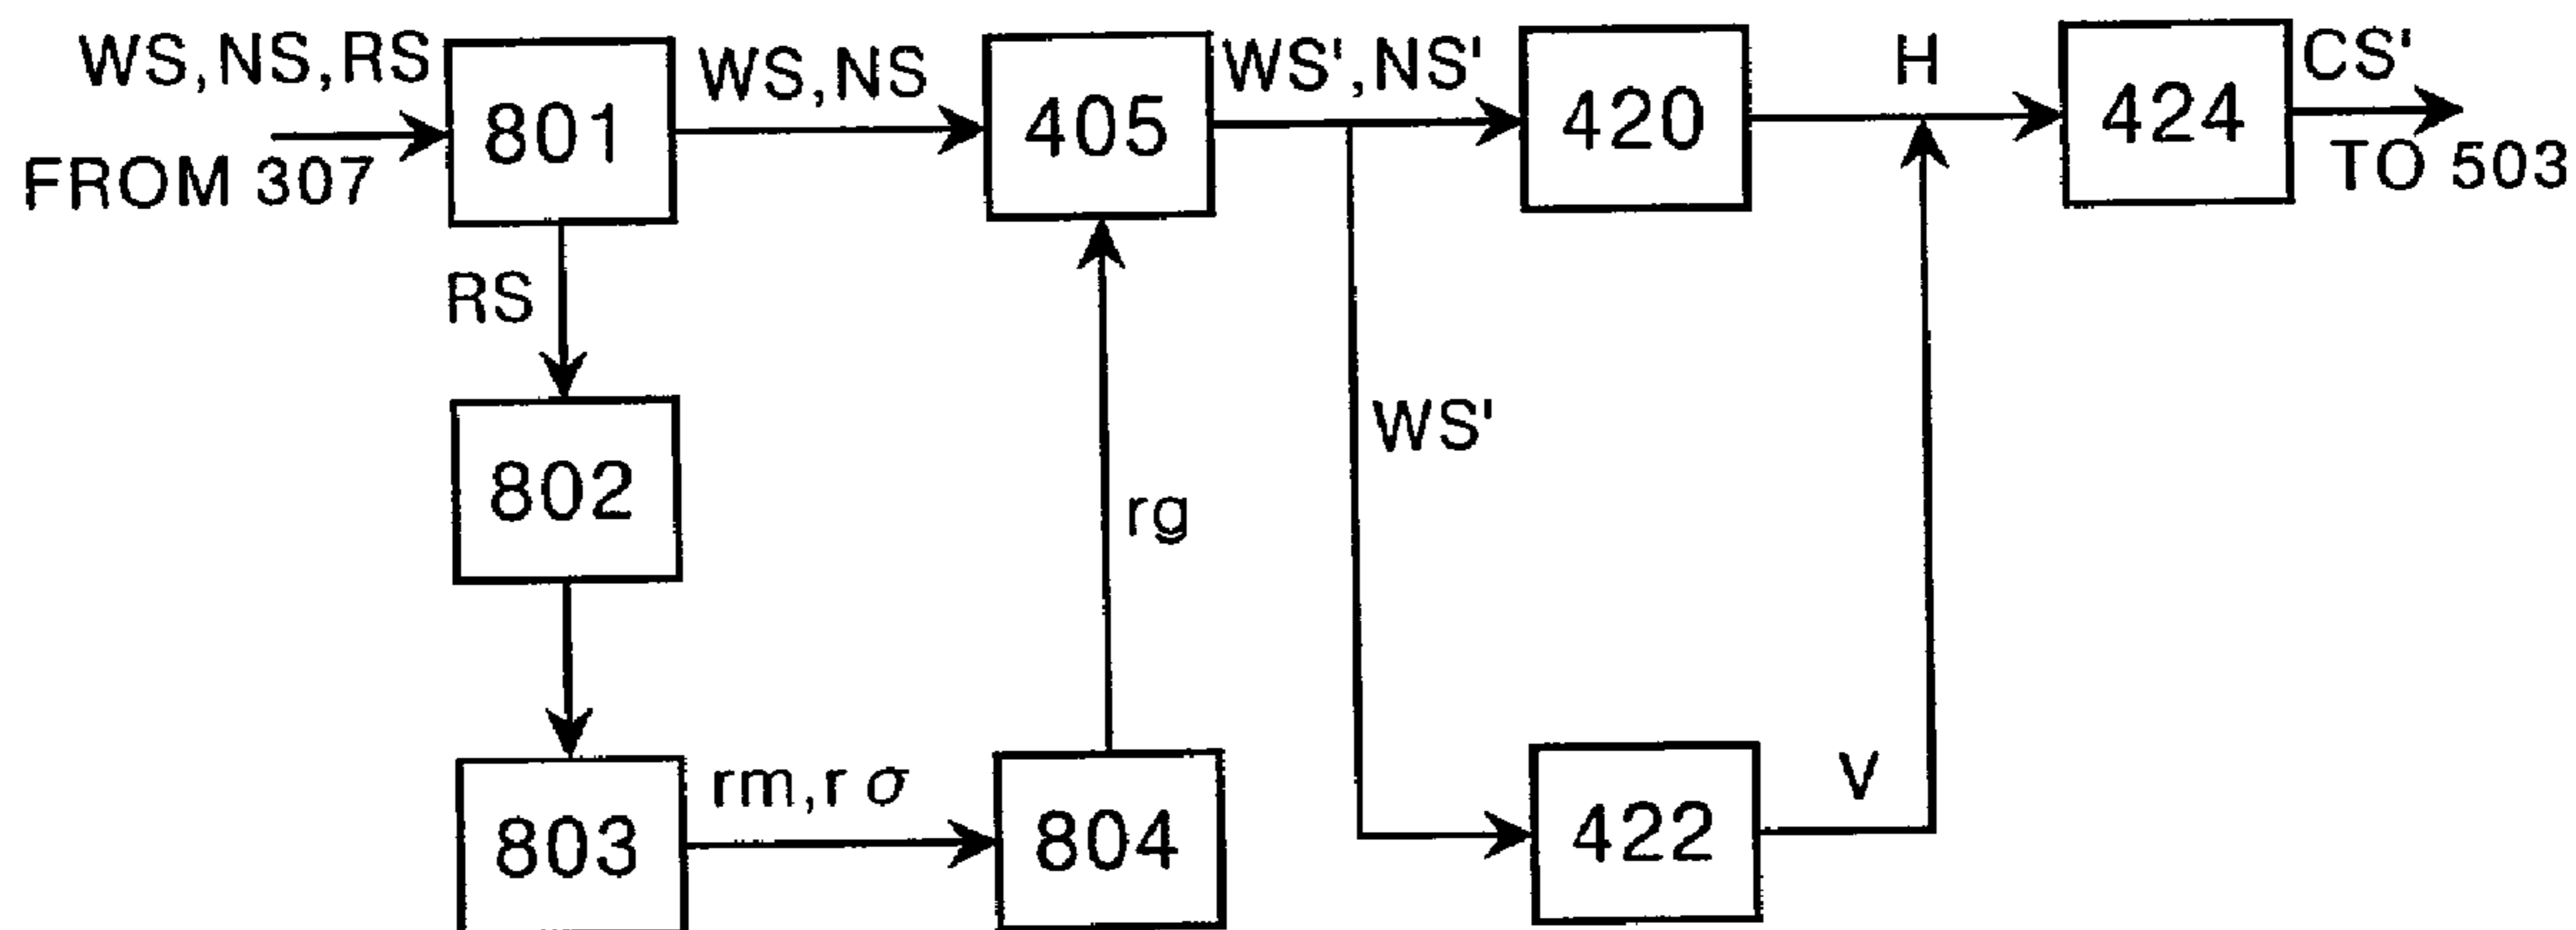 WS,NS,RS
FROM 307
801
WS,NS
405
WS',NS'
420
H
424
CS'
TO 503
RS
802
WS'
rg
803
rm,r σ
804
422
V